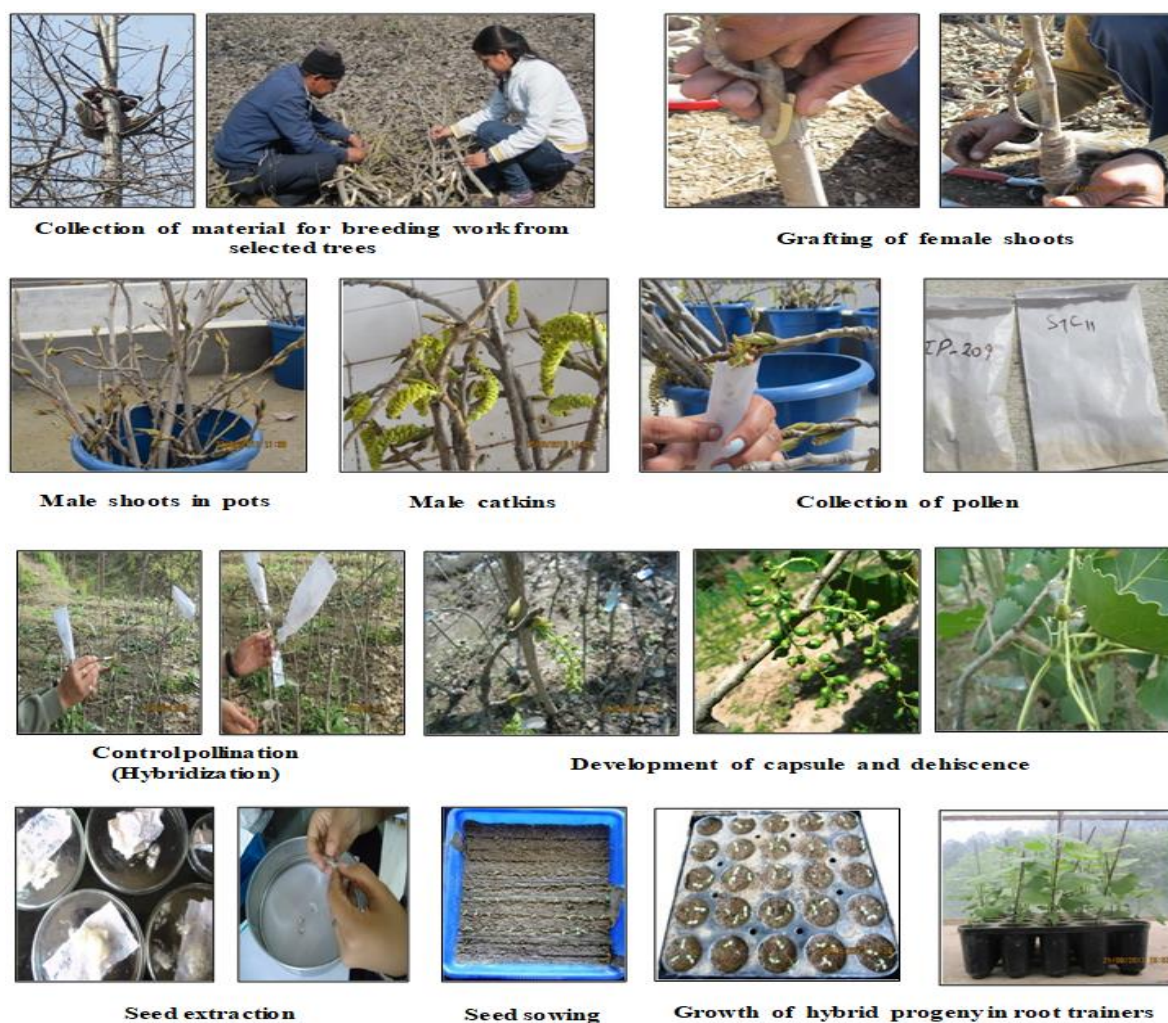 Collection of material for breeding work from
selected trees
Grafting of female shoots
IP-209
S7C11
Male shoots in pots
Male catkins
Collection of pollen
Control pollination
(Hybridization)
Development of capsule and dehiscence
Seed extraction
Seed sowing
Growth of hybrid progeny in root trainers